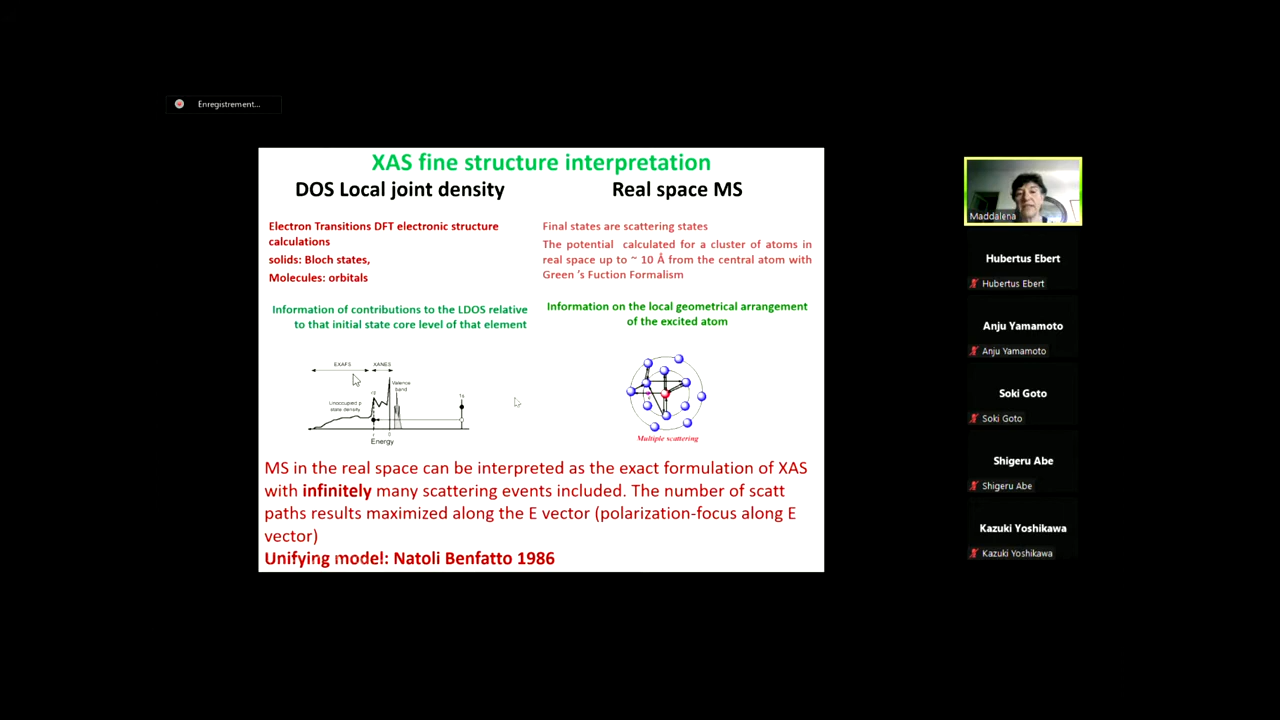 Enregistrement...
XAS fine structure interpretation
DOS Local joint density
Electron Transitions DFT electronic structure
calculations
solids: Bloch states,
Molecules: orbitals
Information of contributions to the LDOS relative
to that initial state core level of that element
EXAFS
XANES
Valence
band
Unoccupied p
state density
1s
0
Energy
Real space MS
Final states are scattering states
The potential calculated for a cluster of atoms in
real space up to ~ 10 Å from the central atom with
Green 's Fuction Formalism
Information on the local geometrical arrangement
of the excited atom
Multiple scattering
MS in the real space can be interpreted as the exact formulation of XAS
with infinitely many scattering events included. The number of scatt
paths results maximized along the E vector (polarization-focus along E
vector)
Unifying model: Natoli Benfatto 1986
Maddalena
Hubertus Ebert
Hubertus Ebert
Anju Yamamoto
Anju Yamamoto
Soki Goto
Soki Goto
Shigeru Abe
Shigeru Abe
Kazuki Yoshikawa
Kazuki Yoshikawa